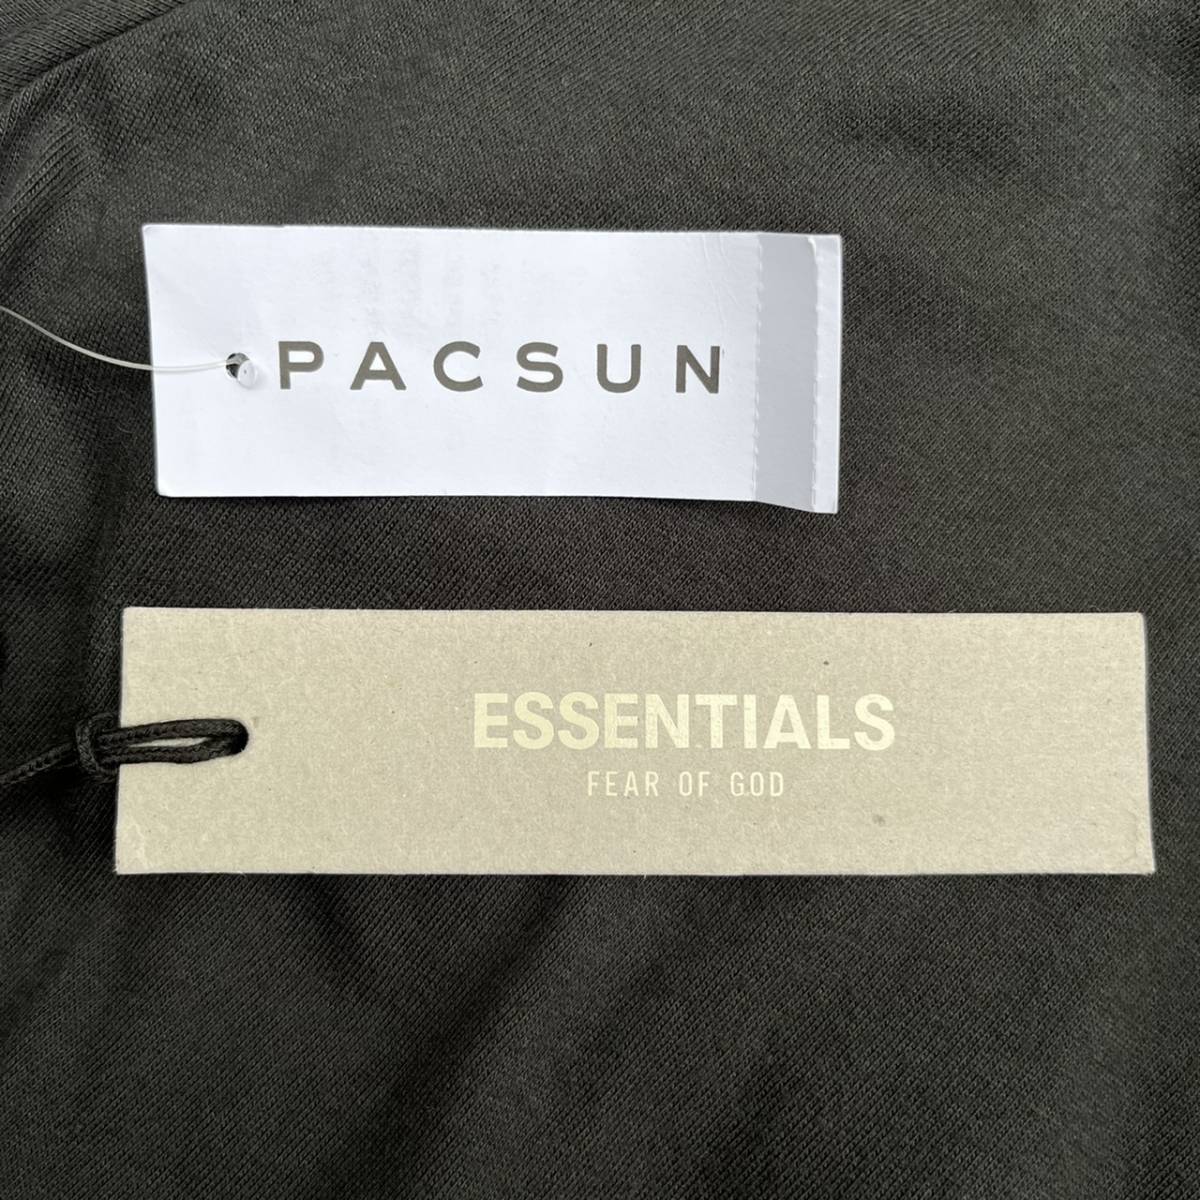 PACSUN
ESSENTIALS
FEAR OF GOD